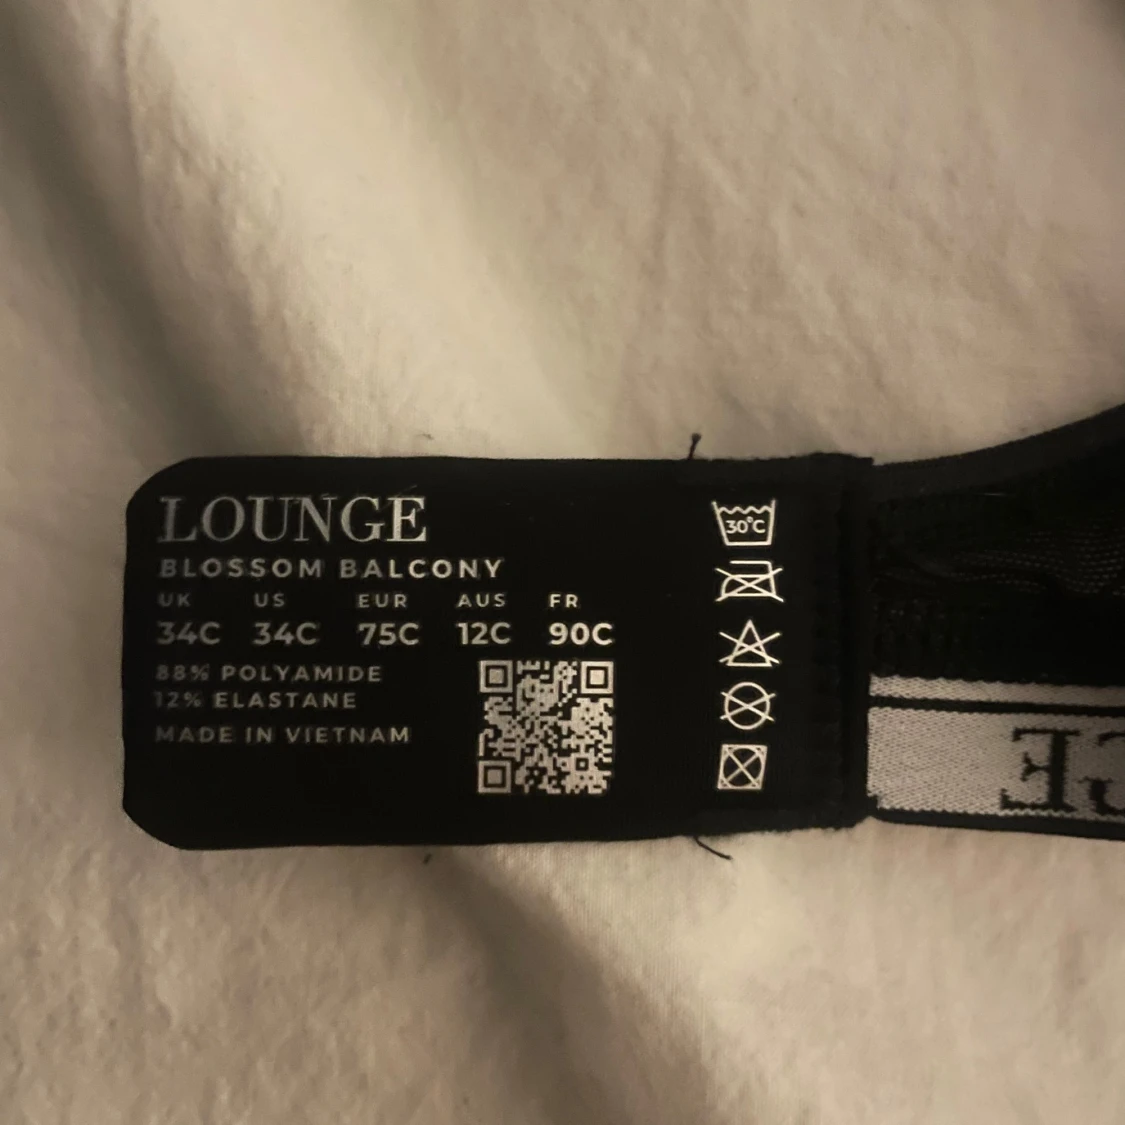 LOUNGE
BLOSSOM BALCONY
UK US EUR AUS FR
34C 34C 75C 12C 90C
88% POLYAMIDE
12% ELASTANE
MADE IN VIETNAM
30°C
GE